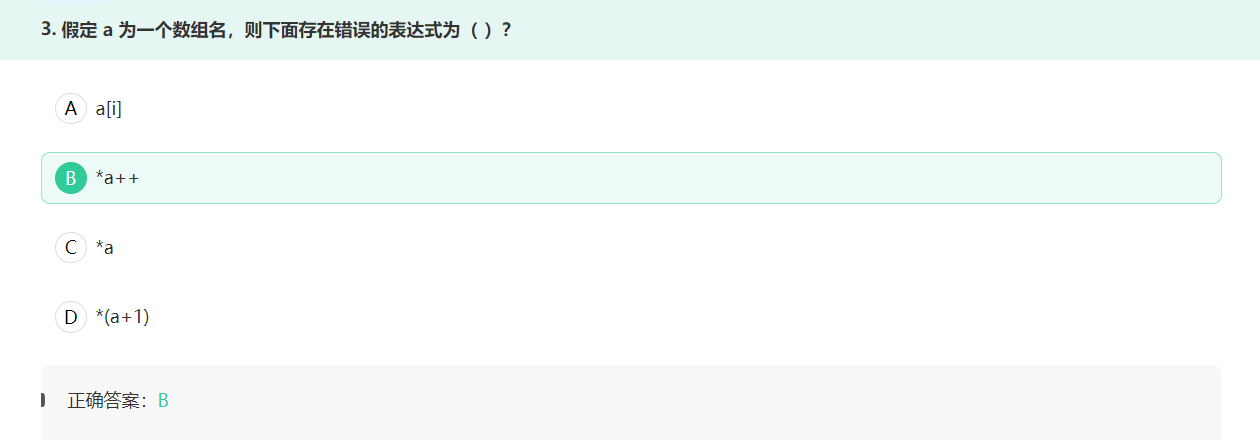 3. 假定 a 为一个数组名，则下面存在错误的表达式为（ ）？
A a[i]
B *a++
C *a
D *(a+1)
正确答案：B